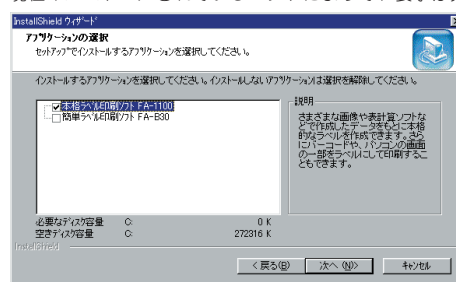 InstallShield ウィザード
アプリケーションの選択
セットアップでインストールするアプリケーションを選択してください。
インストールするアプリケーションを選択してください。インストールしないアプリケーションは選択を解除してください。
本格ラベル印刷ソフト FA-1100
簡単ラベル印刷ソフト FA-B30
説明
さまざまな画像や表計算ソフトな
どで作成したデータをもとに本格
的なラベルを作成できます。さら
にバーコードや、パソコンの画面
の一部をラベルにして印刷するこ
ともできます。
必要なディスク容量 C: 0 K
空きディスク容量 C: 272316 K
InstallShield
< 戻る(B) 次へ (N)> キャンセル